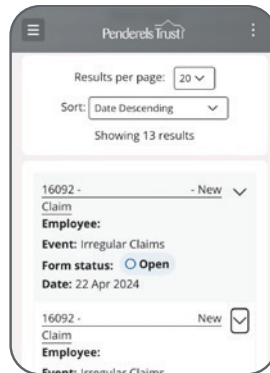 Penderels Trust
Results per page: 20
Sort: Date Descending
Showing 13 results
16092 - - New
Claim
Employee:
Event: Irregular Claims
Form status: Open
Date: 22 Apr 2024
16092 - New
Claim
Employee:
Event: Irregular Claims